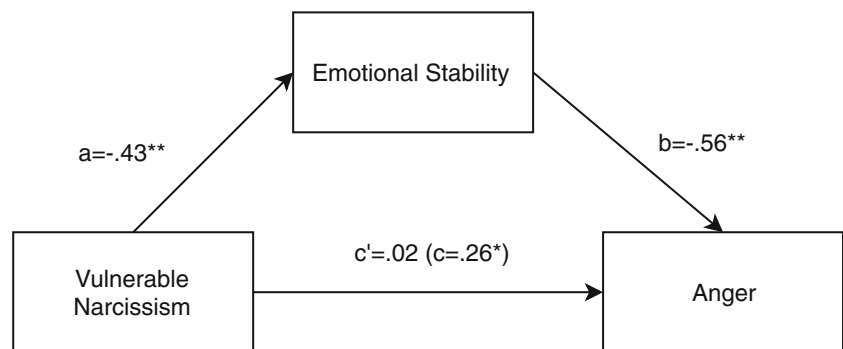 Emotional Stability
a=-.43**
b=-.56**
c'=.02 (c=.26*)
Vulnerable
Narcissism
Anger